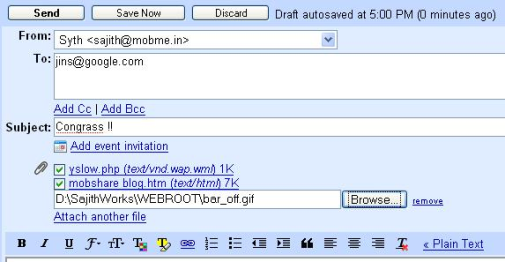 Send Save Now Discard Draft autosaved at 5:00 PM (0 minutes ago)
From: Syth <sajith@mobme.in>
To: jins@google.com
Add Cc | Add Bcc
Subject: Congrass !!
Add event invitation
yslow.php (text/vnd.wap.wml) 1K
mobshare blog.htm (text/html) 7K
D:\SajithWorks\WEBROOT\bar_off.gif Browse... remove
Attach another file
B I U F T T T « Plain Text